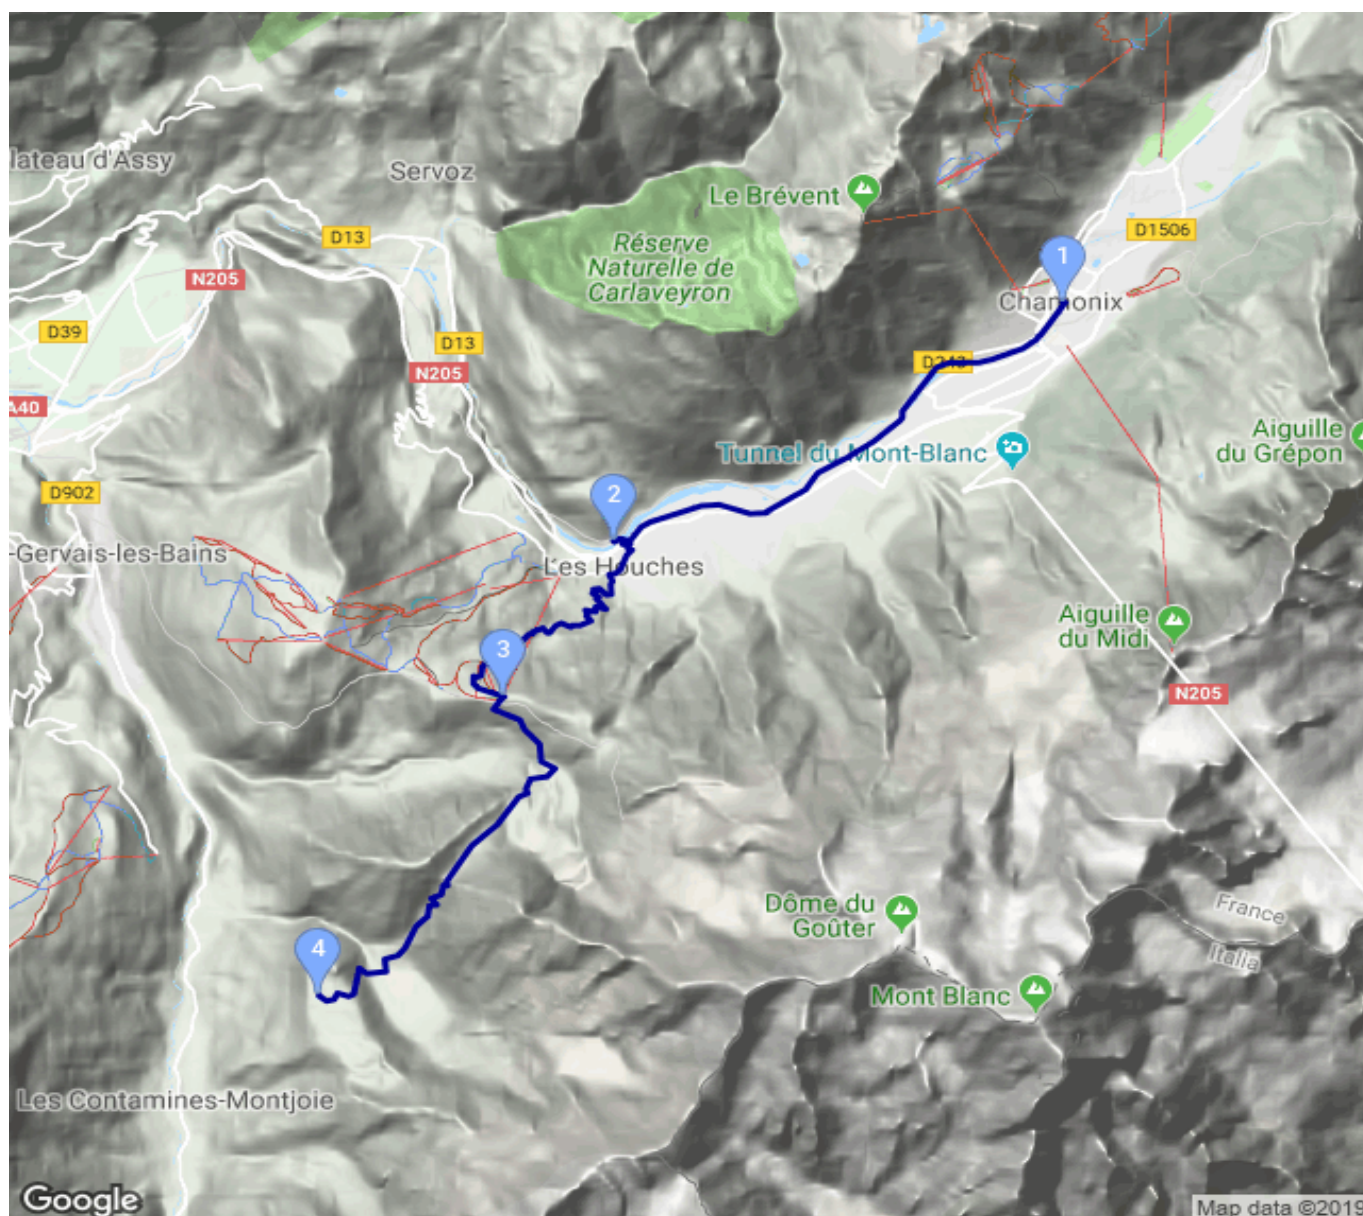 lateau d'Assy
Servoz
Le Brévent
D1506
D13
Réserve
Naturelle de
Carlaveyron
N205
1
Chamonix
D39
D13
D243
N205
A40
Aiguille
du Grépon
Tunnel du Mont-Blanc
D902
2
-Gervais-les-Bains
Les Houches
Aiguille
du Midi
3
N205
Dôme du
Goûter
France
Italia
4
Mont Blanc
Les Contamines-Montjoie
Google
Map data ©2019